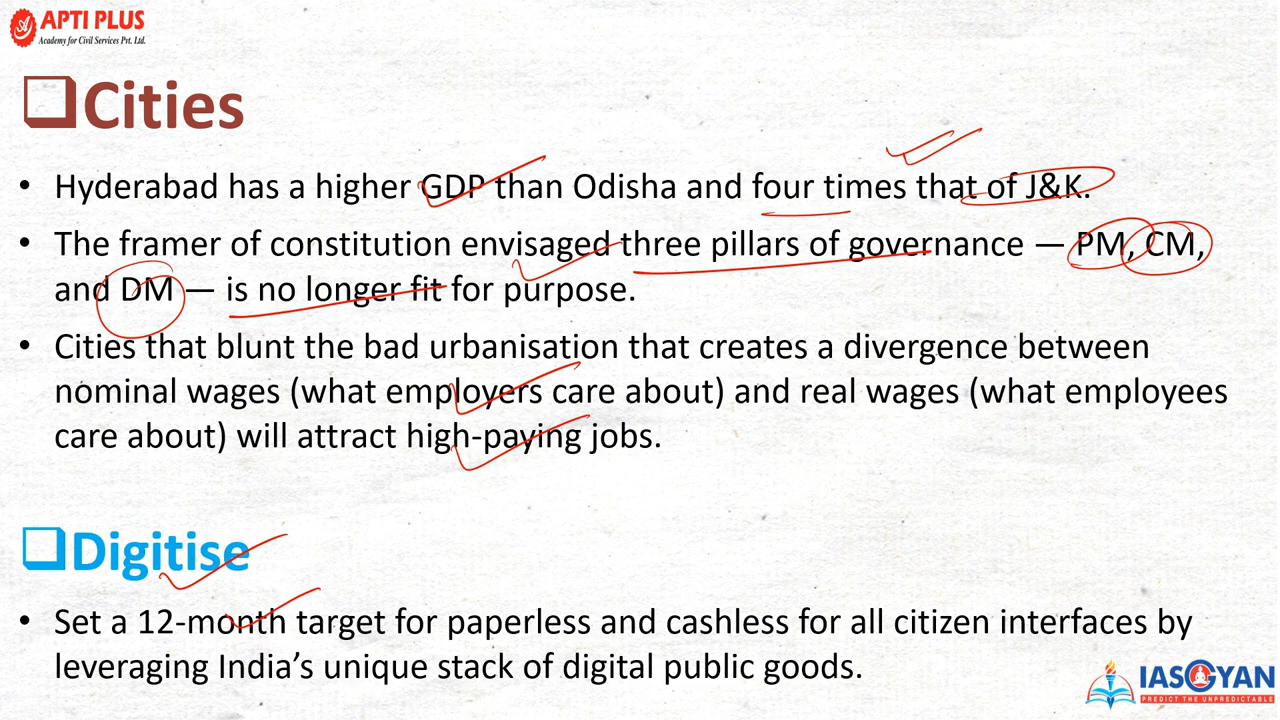 APTI PLUS
Academy for Civil Services Pvt. Ltd.
Cities
• Hyderabad has a higher GDP than Odisha and four times that of J&K.
• The framer of constitution envisaged three pillars of governance — PM, CM,
and DM — is no longer fit for purpose.
• Cities that blunt the bad urbanisation that creates a divergence between
nominal wages (what employers care about) and real wages (what employees
care about) will attract high-paying jobs.
Digitise
• Set a 12-month target for paperless and cashless for all citizen interfaces by
leveraging India’s unique stack of digital public goods.
IASGYAN
PREDICT THE UNPREDICTABLE